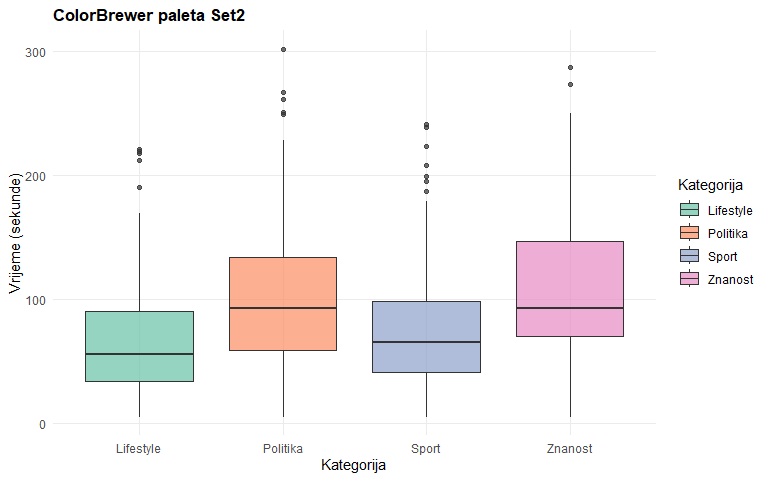 ColorBrewer paleta Set2
Vrijeme (sekunde)
300
200
100
0
Lifestyle
Politika
Sport
Znanost
Kategorija
Kategorija
Lifestyle
Politika
Sport
Znanost